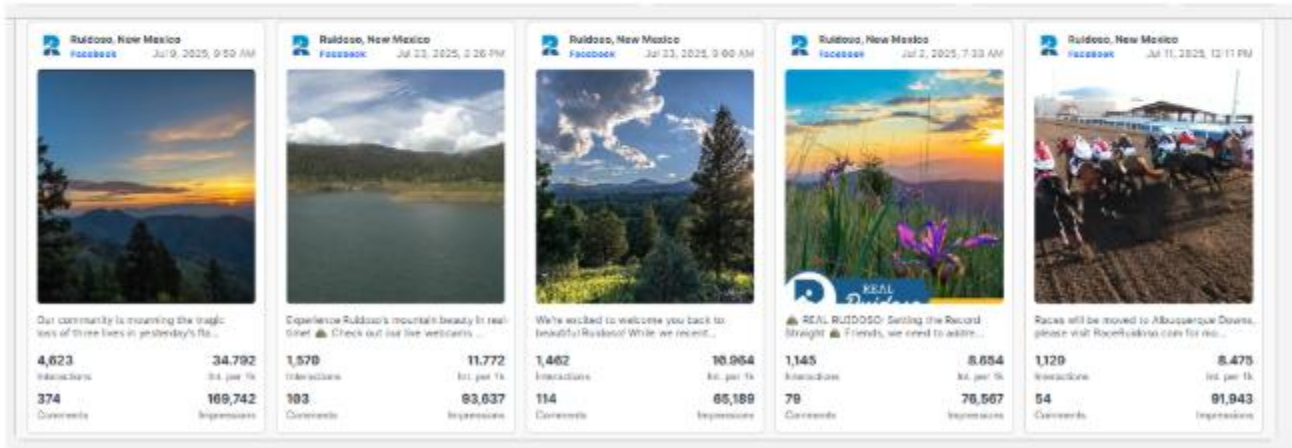 Ruidoso, New Mexico
Facebook Jul 9, 2025, 9:59 AM
Our community is mourning the tragic
loss of three lives in yesterday's fla...
4,623 34.792
Interactions Int. per 1k
374 169,742
Comments Impressions
Ruidoso, New Mexico
Facebook Jul 23, 2025, 2:26 PM
Experience Ruidoso's mountain beauty in real-
time! Check out our live webcams ...
1,570 11.772
Interactions Int. per 1k
103 93,637
Comments Impressions
Ruidoso, New Mexico
Facebook Jul 23, 2025, 9:00 AM
We're excited to welcome you back to
beautiful Ruidoso! While we recent...
1,462 10.964
Interactions Int. per 1k
114 65,189
Comments Impressions
Ruidoso, New Mexico
Facebook Jul 2, 2025, 7:33 AM
REAL
Ruidoso
REAL RUIDOSO: Setting the Record
Straight Friends, we need to addre...
1,145 8.654
Interactions Int. per 1k
79 76,567
Comments Impressions
Ruidoso, New Mexico
Facebook Jul 11, 2025, 12:11 PM
Races will be moved to Albuquerque Downs,
please visit RaceRuidoso.com for mo...
1,120 8.475
Interactions Int. per 1k
54 91,943
Comments Impressions